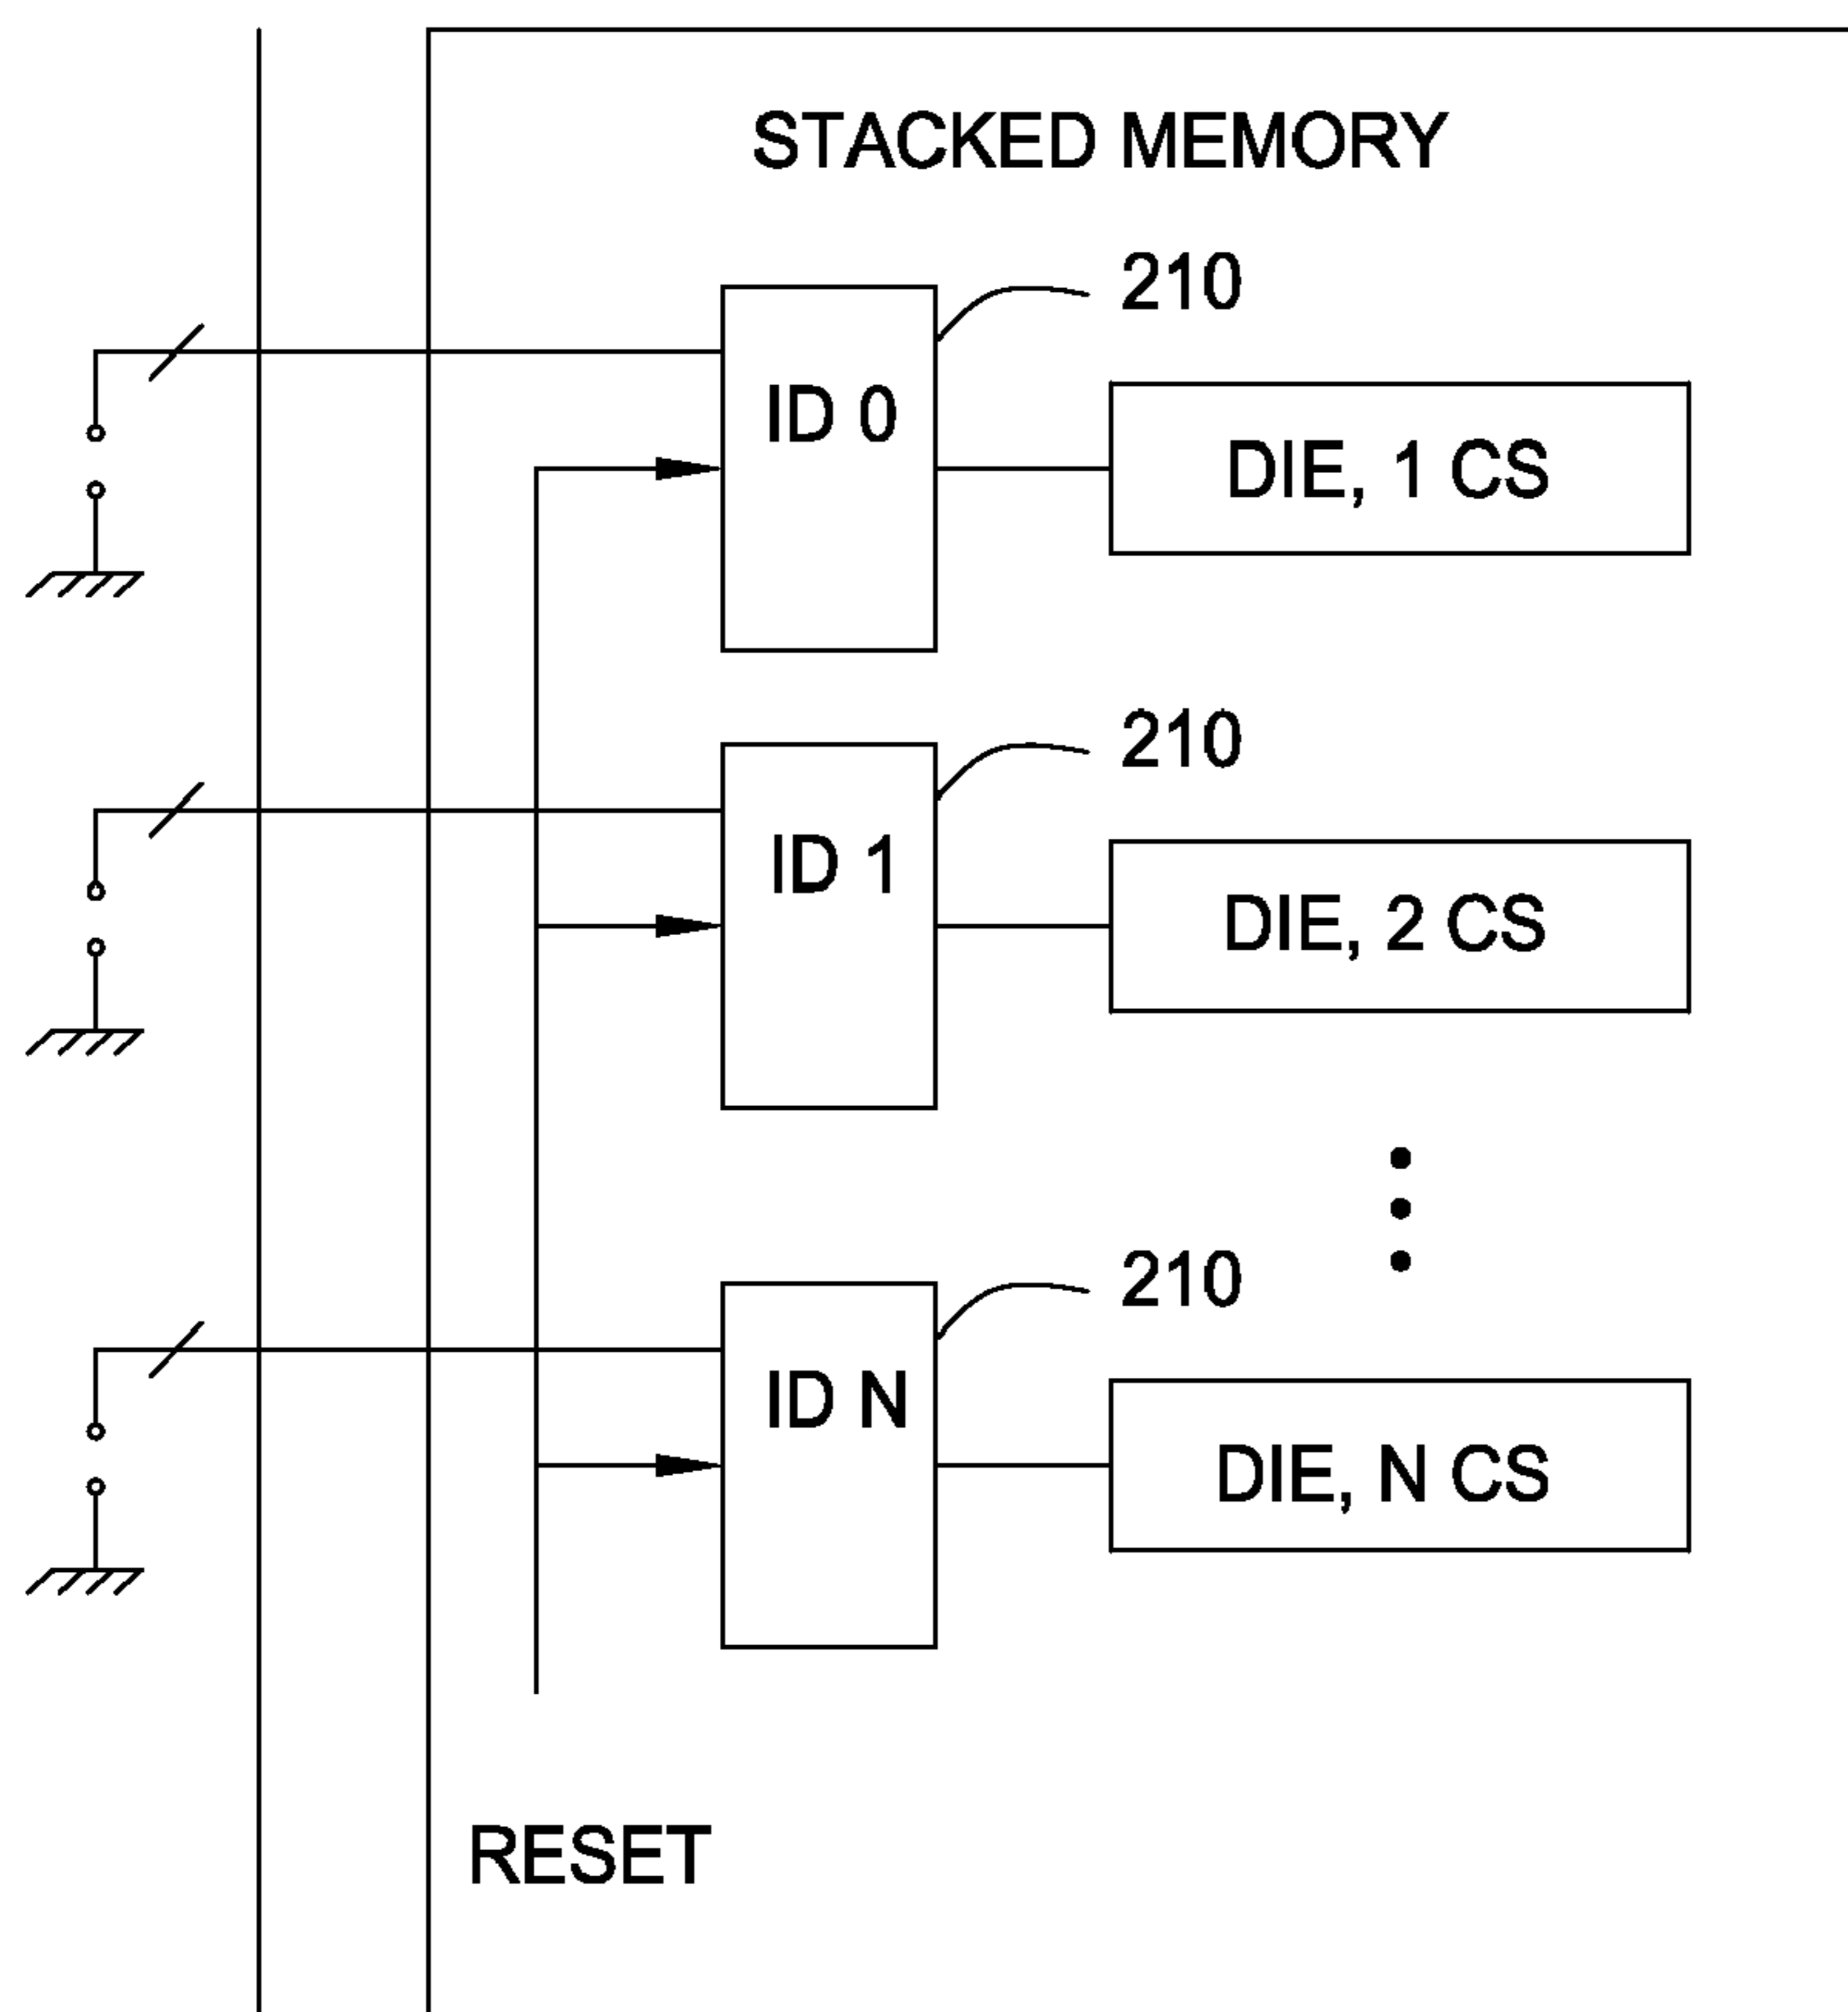 STACKED MEMORY
210
ID 0
DIE, 1 CS
210
ID 1
DIE, 2 CS
210
ID N
DIE, N CS
RESET